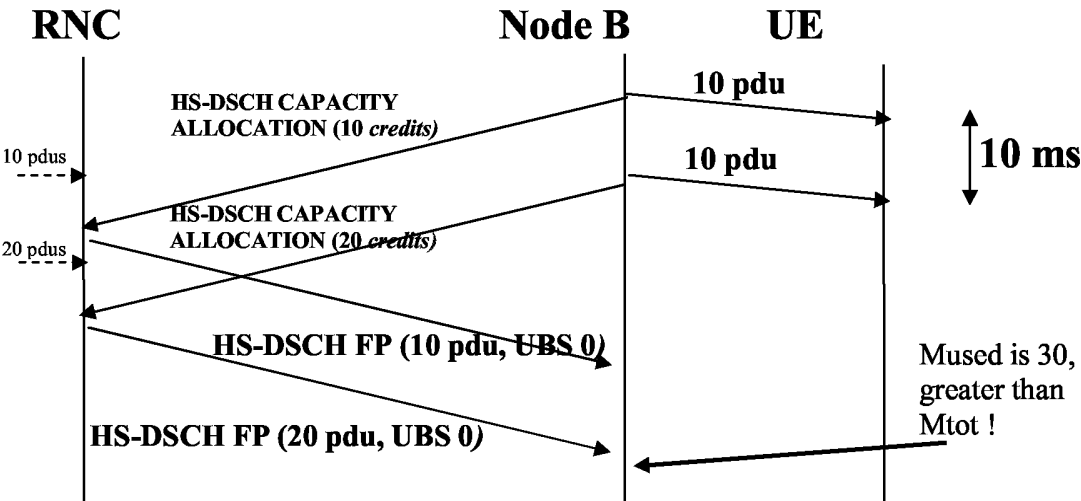 RNC
Node B
UE
10 pdu
HS-DSCH CAPACITY
ALLOCATION (10 credits)
10 ms
10 pdus
10 pdu
HS-DSCH CAPACITY
ALLOCATION (20 credits)
20 pdus
HS-DSCH FP (10 pdu, UBS 0)
Mused is 30,
greater than
Mtot !
HS-DSCH FP (20 pdu, UBS 0)